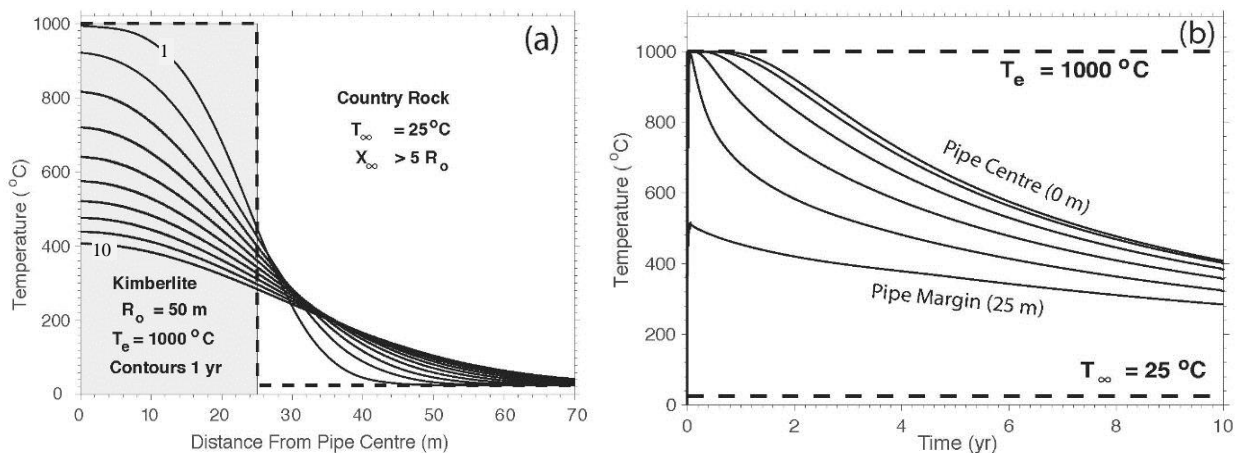 (a)
1000
800
600
400
200
0
Temperature (°C)
1
10
Country Rock
T∞ = 25°C
X∞ > 5 Ro
Kimberlite
Ro = 50 m
Te = 1000 °C
Contours 1 yr
0 10 20 30 40 50 60 70
Distance From Pipe Centre (m)
(b)
1000
800
600
400
200
0
Temperature (°C)
Te = 1000 °C
Pipe Centre (0 m)
Pipe Margin (25 m)
T∞ = 25 °C
0 2 4 6 8 10
Time (yr)